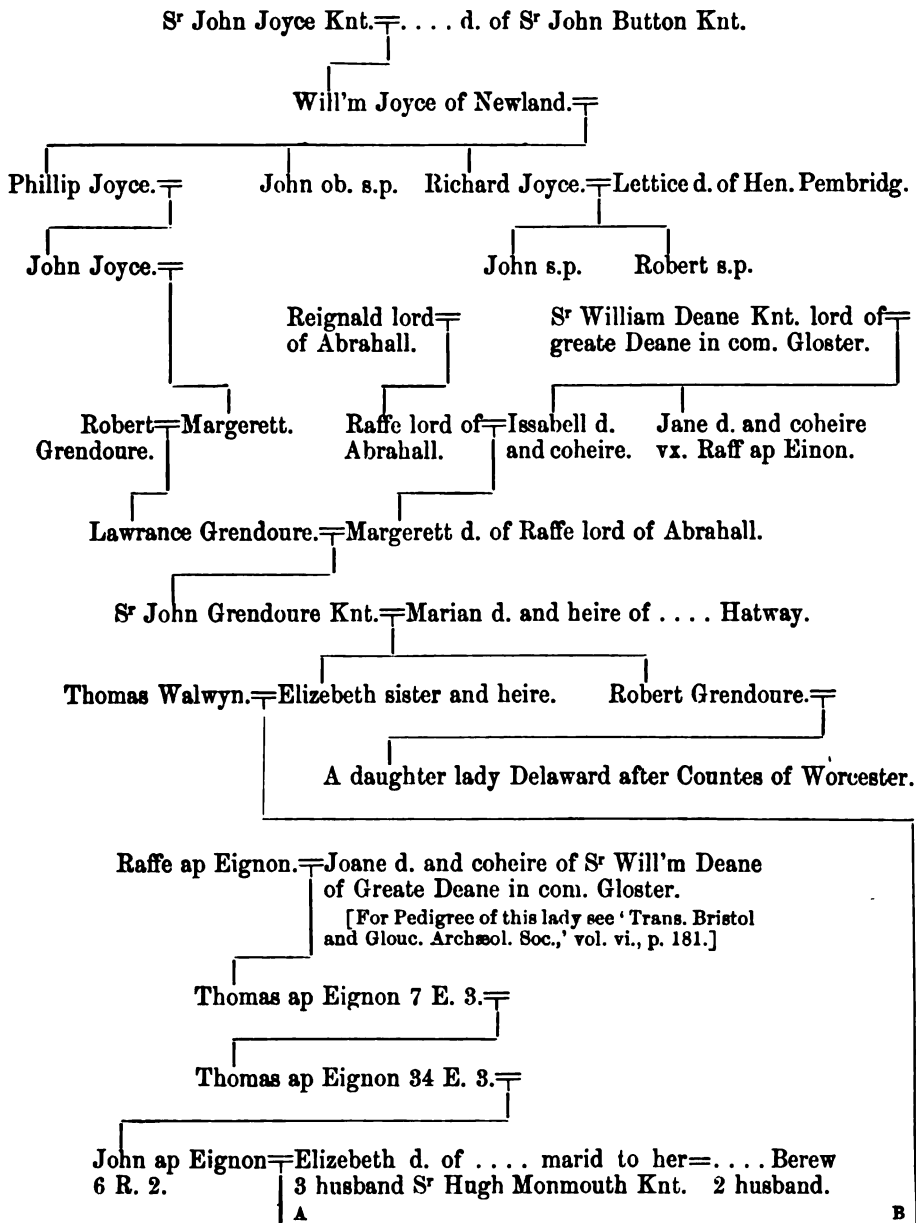 Sr John Joyce Knt.=. . . . d. of Sr John Button Knt.
Will'm Joyce of Newland.=
Phillip Joyce.= John ob. s.p. Richard Joyce.=Lettice d. of Hen. Pembridg.
John Joyce.= John s.p. Robert s.p.
Reignald lord= Sr William Deane Knt. lord of=
of Abrahall. greate Deane in com. Gloster.
Robert=Margerett. Raffe lord of=Issabell d. Jane d. and coheire
Grendoure. Abrahall. and coheire. vx. Raff ap Einon.
Lawrance Grendoure.=Margerett d. of Raffe lord of Abrahall.
Sr John Grendoure Knt.=Marian d. and heire of . . . . Hatway.
Thomas Walwyn.=Elizebeth sister and heire. Robert Grendoure.=
A daughter lady Delaward after Countes of Worcester.
Raffe ap Eignon.=Joane d. and coheire of Sr Will'm Deane
of Greate Deane in com. Gloster.
[For Pedigree of this lady see ‘Trans. Bristol
and Glouc. Archæol. Soc.,’ vol. vi., p. 181.]
Thomas ap Eignon 7 E. 3.=
Thomas ap Eignon 34 E. 3.=
John ap Eignon=Elizebeth d. of . . . . marid to her=. . . . Berew
6 R. 2. 3 husband Sr Hugh Monmouth Knt. 2 husband.
A B